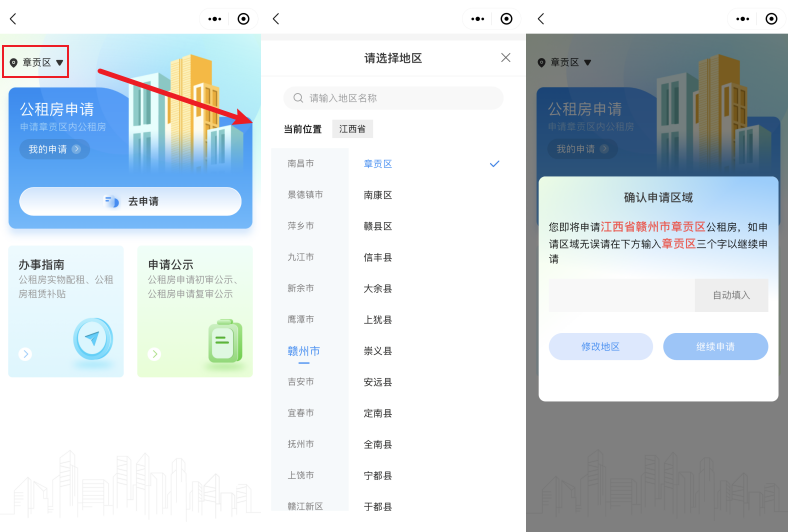 章贡区
公租房申请
申请章贡区内公租房
我的申请
去申请
办事指南
公租房实物配租、公租
房租赁补贴
申请公示
公租房申请初审公示、
公租房申请复审公示
请选择地区
请输入地区名称
当前位置 江西省
南昌市 章贡区
景德镇市 南康区
萍乡市 赣县区
九江市 信丰县
新余市 大余县
鹰潭市 上犹县
赣州市 崇义县
吉安市 安远县
宜春市 定南县
抚州市 全南县
上饶市 宁都县
赣江新区 于都县
章贡区
公租房申请
申请章贡区内公租房
我的申请
确认申请区域
您即将申请江西省赣州市章贡区公租房，如申
请区域无误请在下方输入章贡区三个字以继续申
请
自动填入
修改地区 继续申请